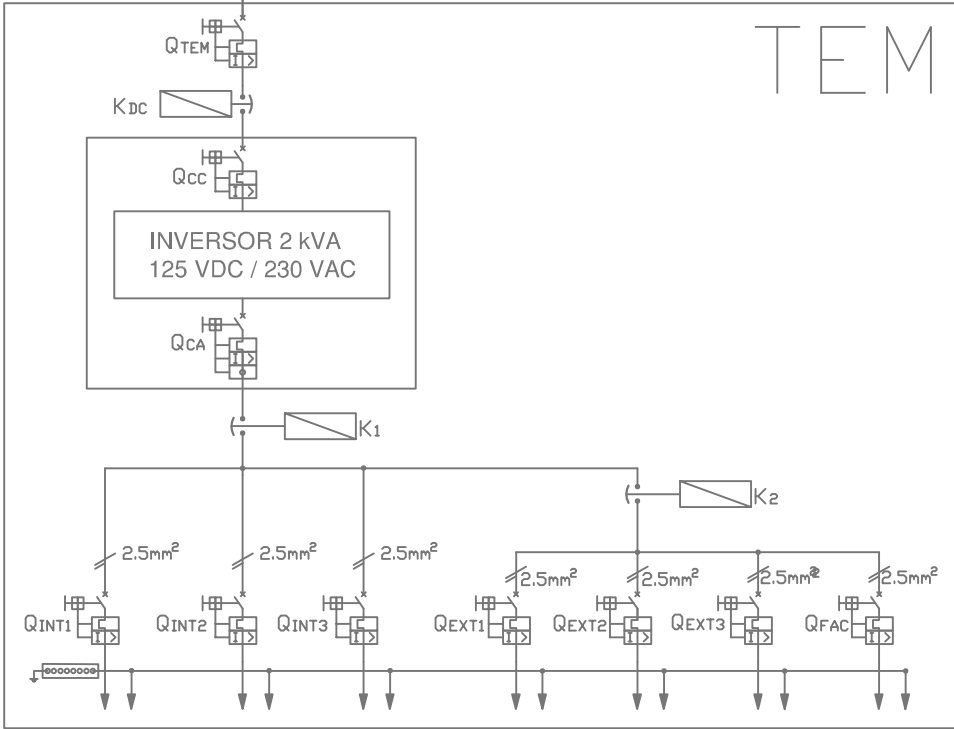 TEM
QTEM
KDC
QCC
INVERSOR 2 kVA
125 VDC / 230 VAC
QCA
K1
K2
2.5mm² 2.5mm² 2.5mm² 2.5mm² 2.5mm² 2.5mm² 2.5mm²
QINT1 QINT2 QINT3 QEXT1 QEXT2 QEXT3 QFAC